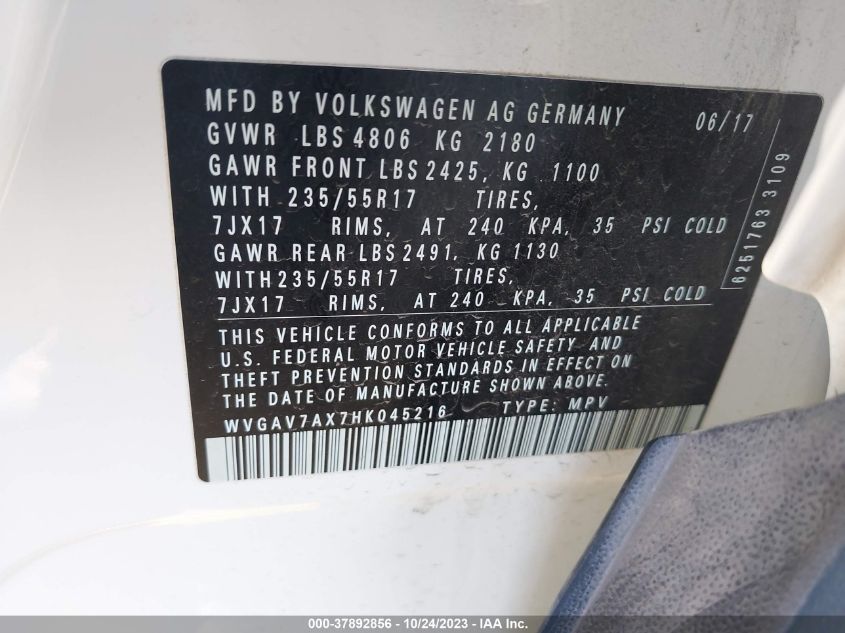 MFD BY VOLKSWAGEN AG GERMANY 06/17
GVWR LBS 4806 KG 2180
GAWR FRONT LBS 2425, KG 1100
WITH 235/55R17 TIRES,
7JX17 RIMS, AT 240 KPA, 35 PSI COLD
GAWR REAR LBS 2491, KG 1130
WITH235/55R17 TIRES,
7JX17 RIMS, AT 240 KPA, 35 PSI COLD
6251763 3109
THIS VEHICLE CONFORMS TO ALL APPLICABLE
U.S. FEDERAL MOTOR VEHICLE SAFETY AND
THEFT PREVENTION STANDARDS IN EFFECT ON
THE DATE OF MANUFACTURE SHOWN ABOVE.
WVGAV7AX7HK045216 TYPE: MPV
000-37892856 - 10/24/2023 - IAA Inc.